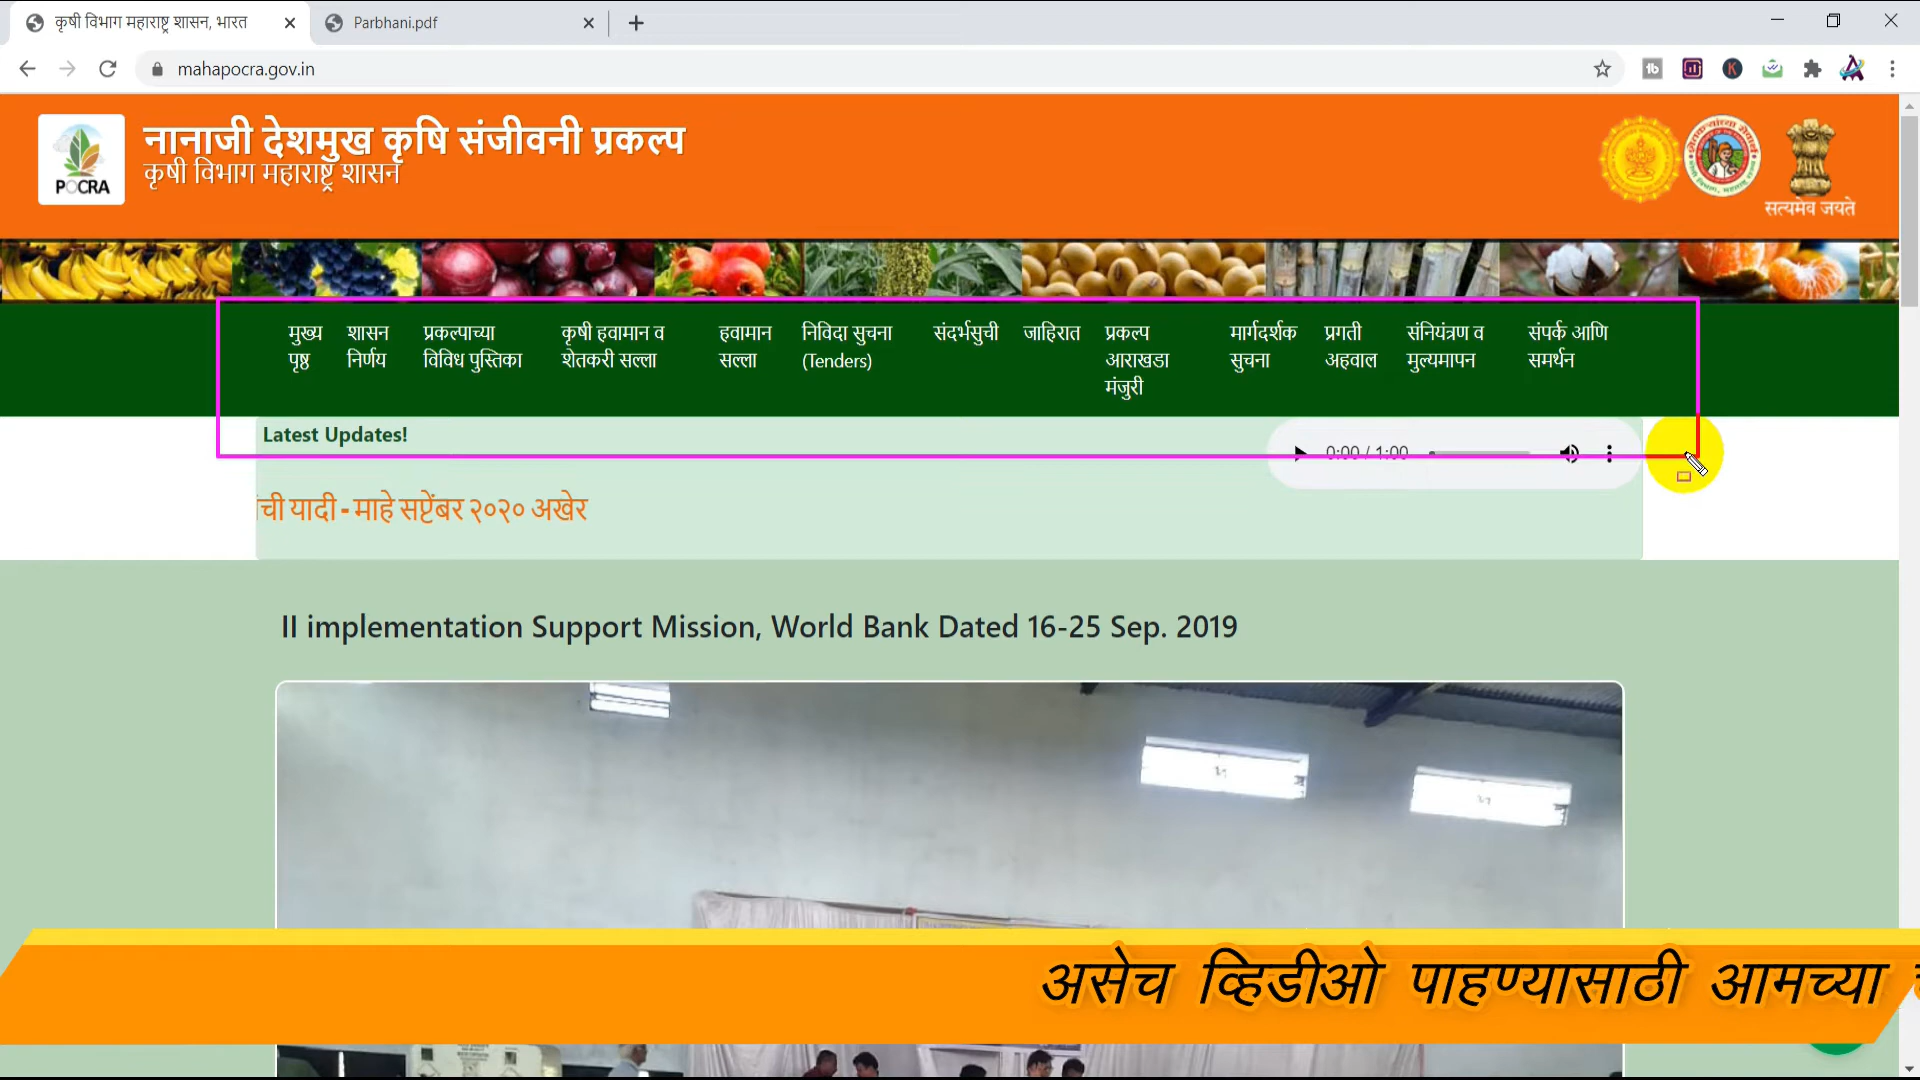 कृषी विभाग महाराष्ट्र शासन, भारत
Parbhani.pdf
mahapocra.gov.in
नानाजी देशमुख कृषि संजीवनी प्रकल्प
कृषी विभाग महाराष्ट्र शासन
POCRA
सत्यमेव जयते
मुख्य पृष्ठ
शासन निर्णय
प्रकल्पाच्या विविध पुस्तिका
कृषी हवामान व शेतकरी सल्ला
हवामान सल्ला
निविदा सुचना (Tenders)
संदर्भसुची
जाहिरात
प्रकल्प आराखडा मंजुरी
मार्गदर्शक सुचना
प्रगती अहवाल
संनियंत्रण व मुल्यमापन
संपर्क आणि समर्थन
Latest Updates!
0:00 / 1:00
यादी - माहे सप्टेंबर २०२० अखेर
II implementation Support Mission, World Bank Dated 16-25 Sep. 2019
असेच व्हिडीओ पाहण्यासाठी आमच्या